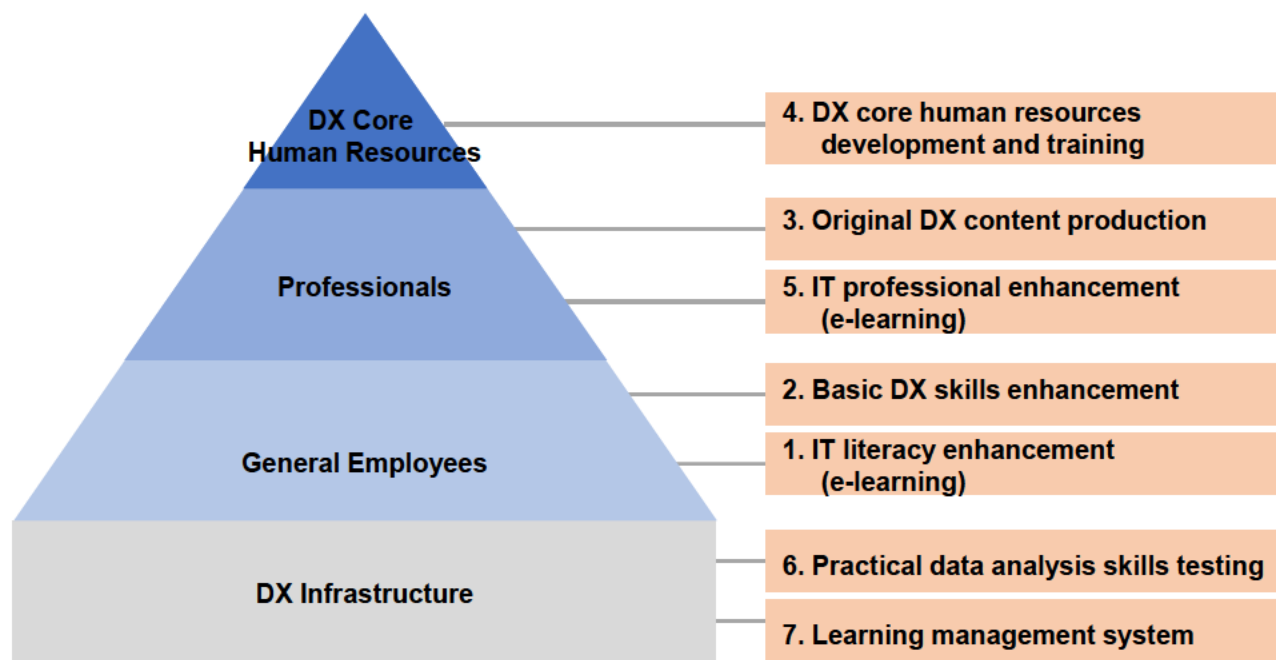 DX Core
Human Resources
4. DX core human resources
development and training
3. Original DX content production
Professionals
5. IT professional enhancement
(e-learning)
2. Basic DX skills enhancement
General Employees
1. IT literacy enhancement
(e-learning)
DX Infrastructure
6. Practical data analysis skills testing
7. Learning management system